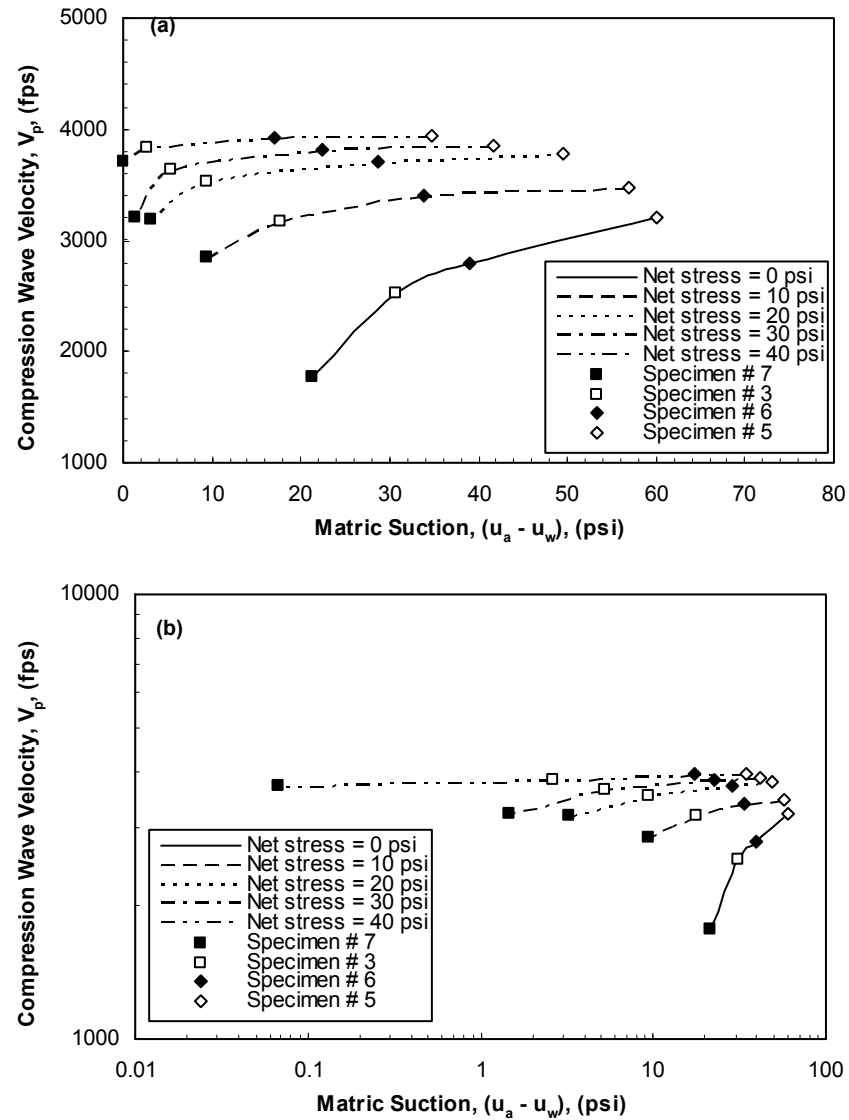 (a)
5000
4000
3000
2000
1000
Compression Wave Velocity, Vp, (fps)
Net stress = 0 psi
Net stress = 10 psi
Net stress = 20 psi
Net stress = 30 psi
Net stress = 40 psi
Specimen # 7
Specimen # 3
Specimen # 6
Specimen # 5
0 10 20 30 40 50 60 70 80
Matric Suction, (ua - uw), (psi)
(b)
10000
1000
Compression Wave Velocity, Vp, (fps)
Net stress = 0 psi
Net stress = 10 psi
Net stress = 20 psi
Net stress = 30 psi
Net stress = 40 psi
Specimen # 7
Specimen # 3
Specimen # 6
Specimen # 5
0.01 0.1 1 10 100
Matric Suction, (ua - uw), (psi)